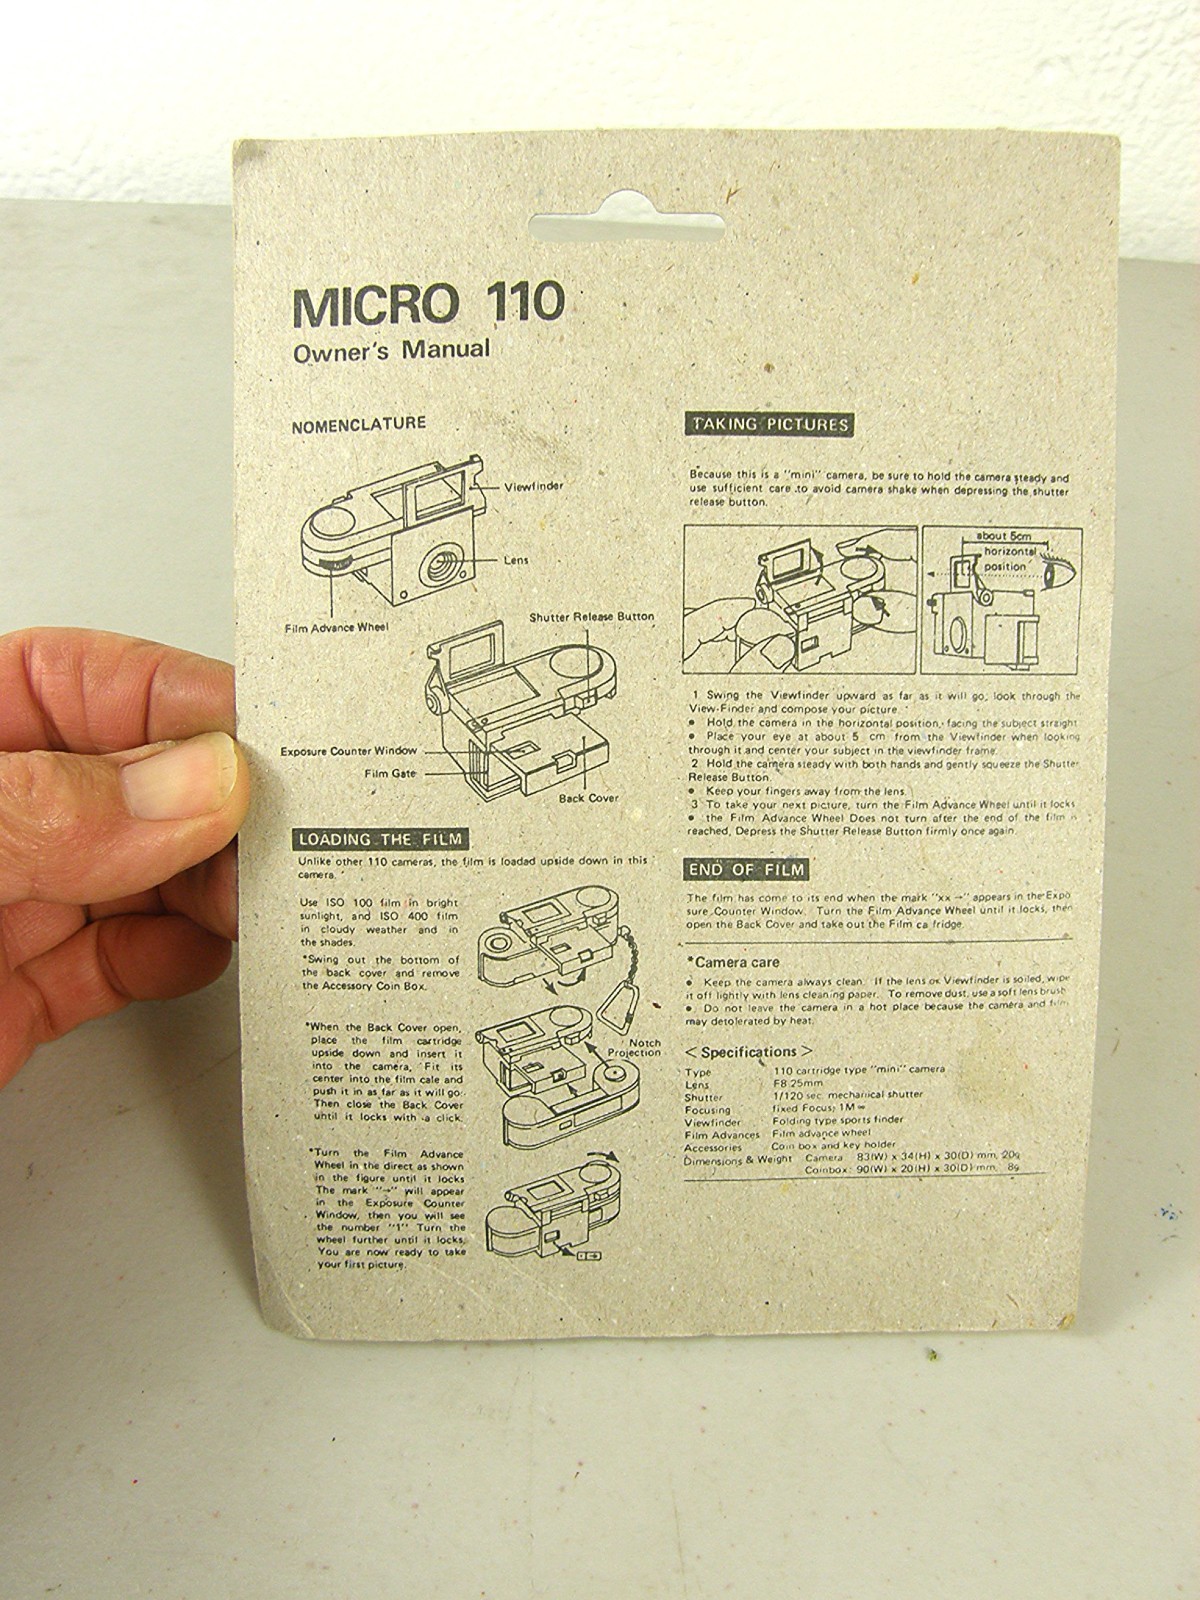 MICRO 110
Owner's Manual
NOMENCLATURE
Viewfinder
Lens
Film Advance Wheel
Shutter Release Button
Exposure Counter Window
Film Gate
Back Cover
LOADING THE FILM
Unlike other 110 cameras, the film is loaded upside down in this
camera.
Use ISO 100 film in bright
sunlight, and ISO 400 film
in cloudy weather and in
the shades.
*Swing out the bottom of
the back cover and remove
the Accessory Coin Box.
*When the Back Cover open,
place the film cartridge
upside down and insert it
into the camera, Fit its
center into the film cale and
push it in as far as it will go.
Then close the Back Cover
until it locks with a click.
Notch
Projection
*Turn the Film Advance
Wheel in the direct as shown
in the figure until it locks
The mark "→" will appear
in the Exposure Counter
Window, then you will see
the number "1" Turn the
wheel further until it locks.
You are now ready to take
your first picture.
TAKING PICTURES
Because this is a "mini" camera, be sure to hold the camera steady and
use sufficient care to avoid camera shake when depressing the shutter
release button.
about 5cm
horizontal
position
1 Swing the Viewfinder upward as far as it will go, look through the
View-Finder and compose your picture.
● Hold the camera in the horizontal position, facing the subject straight
● Place your eye at about 5 cm from the Viewfinder when looking
through it and center your subject in the viewfinder frame.
2 Hold the camera steady with both hands and gently squeeze the Shutter
Release Button.
● Keep your fingers away from the lens.
3 To take your next picture, turn the Film Advance Wheel until it locks
● the Film Advance Wheel Does not turn after the end of the film is
reached, Depress the Shutter Release Button firmly once again.
END OF FILM
The film has come to its end when the mark "xx →" appears in the Expo
sure Counter Window. Turn the Film Advance Wheel until it locks, then
open the Back Cover and take out the Film ca fridge.
*Camera care
● Keep the camera always clean. If the lens or Viewfinder is soiled, wipe
it off lightly with lens cleaning paper. To remove dust, use a soft lens brush
● Do not leave the camera in a hot place because the camera and film
may detolerated by heat.
< Specifications >
Type 110 cartridge type "mini" camera
Lens F8 25mm
Shutter 1/120 sec. mechanical shutter
Focusing fixed Focus; 1M ∞
Viewfinder Folding type sports finder
Film Advances Film advance wheel
Accessories Coin box and key holder
Dimensions & Weight Camera 83(W) x 34(H) x 30(D) mm, 20g
Coinbox: 90(W) x 20(H) x 30(D) mm, 8g